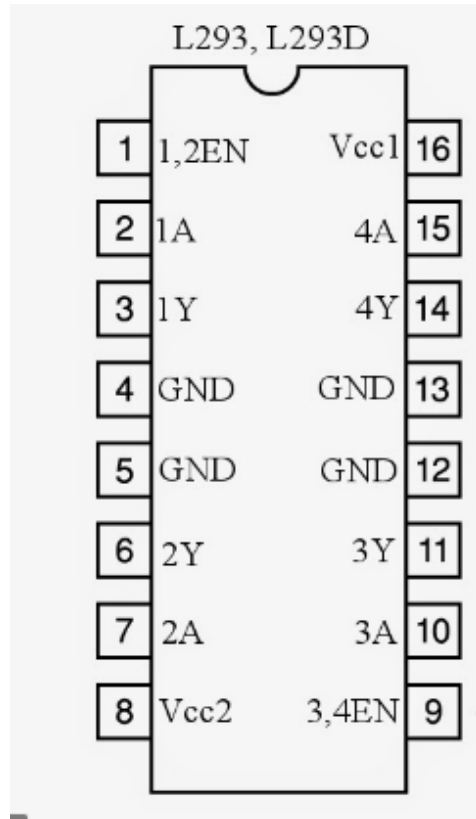 L293, L293D
1 1,2EN Vcc1 16
2 1A 4A 15
3 1Y 4Y 14
4 GND GND 13
5 GND GND 12
6 2Y 3Y 11
7 2A 3A 10
8 Vcc2 3,4EN 9